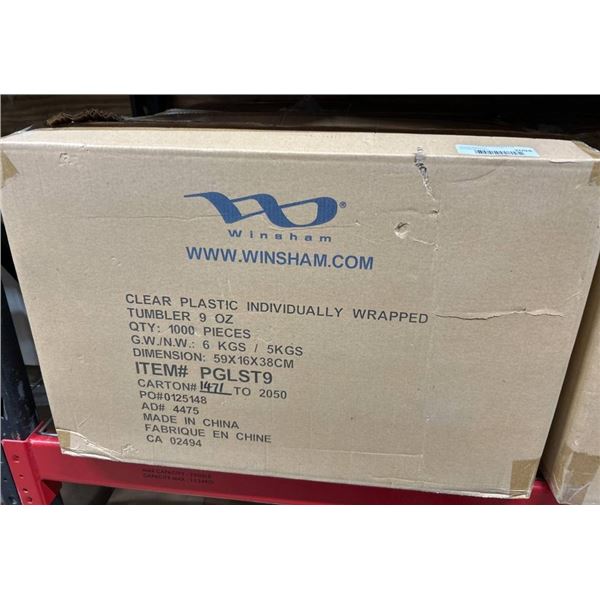 ®
Winsham
WWW.WINSHAM.COM
CLEAR PLASTIC INDIVIDUALLY WRAPPED
TUMBLER 9 OZ
QTY: 1000 PIECES
G.W./N.W.: 6 KGS / 5KGS
DIMENSION: 59X16X38CM
ITEM# PGLST9
CARTON# 1471 TO 2050
PO#0125148
AD# 4475
MADE IN CHINA
FABRIQUE EN CHINE
CA 02494